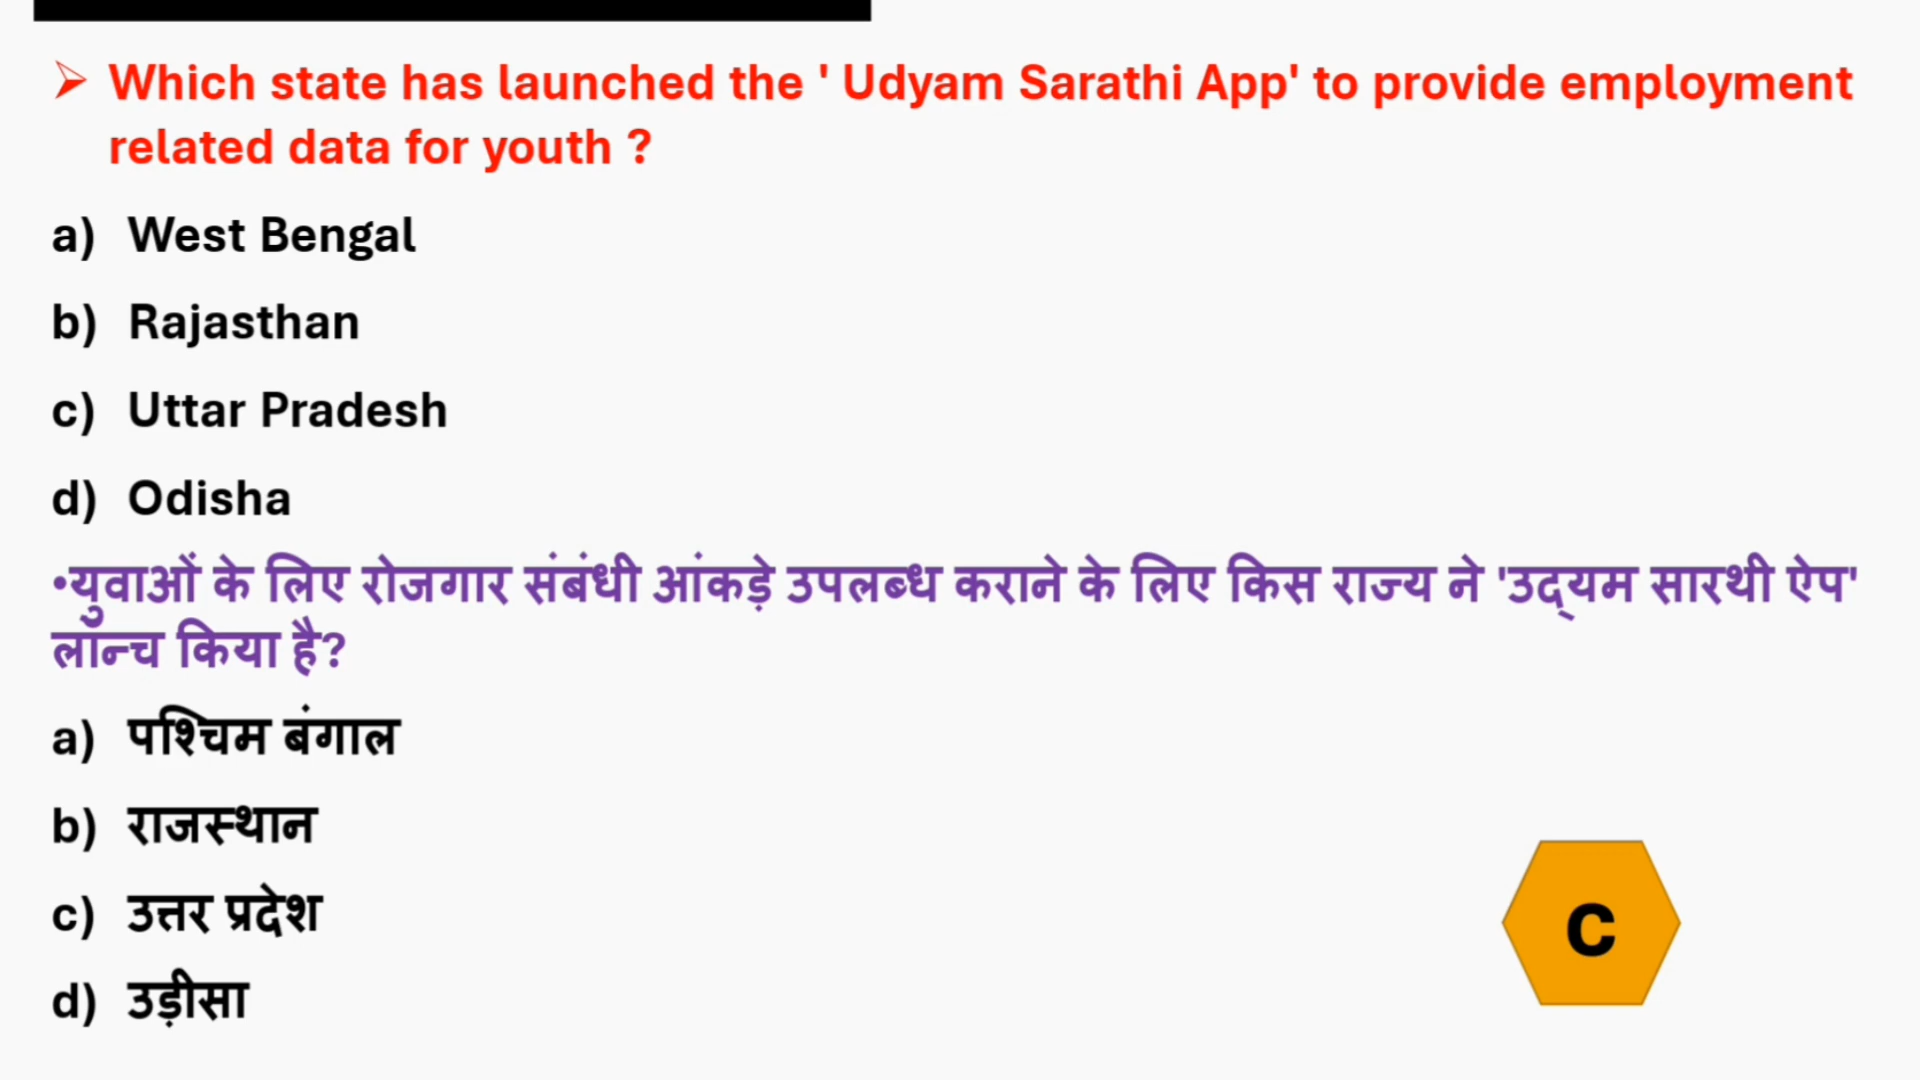 ➢ Which state has launched the ' Udyam Sarathi App' to provide employment
related data for youth ?
a) West Bengal
b) Rajasthan
c) Uttar Pradesh
d) Odisha
•युवाओं के लिए रोजगार संबंधी आंकड़े उपलब्ध कराने के लिए किस राज्य ने 'उद्यम सारथी ऐप'
लॉन्च किया है?
a) पश्चिम बंगाल
b) राजस्थान
c) उत्तर प्रदेश
d) उड़ीसा
C